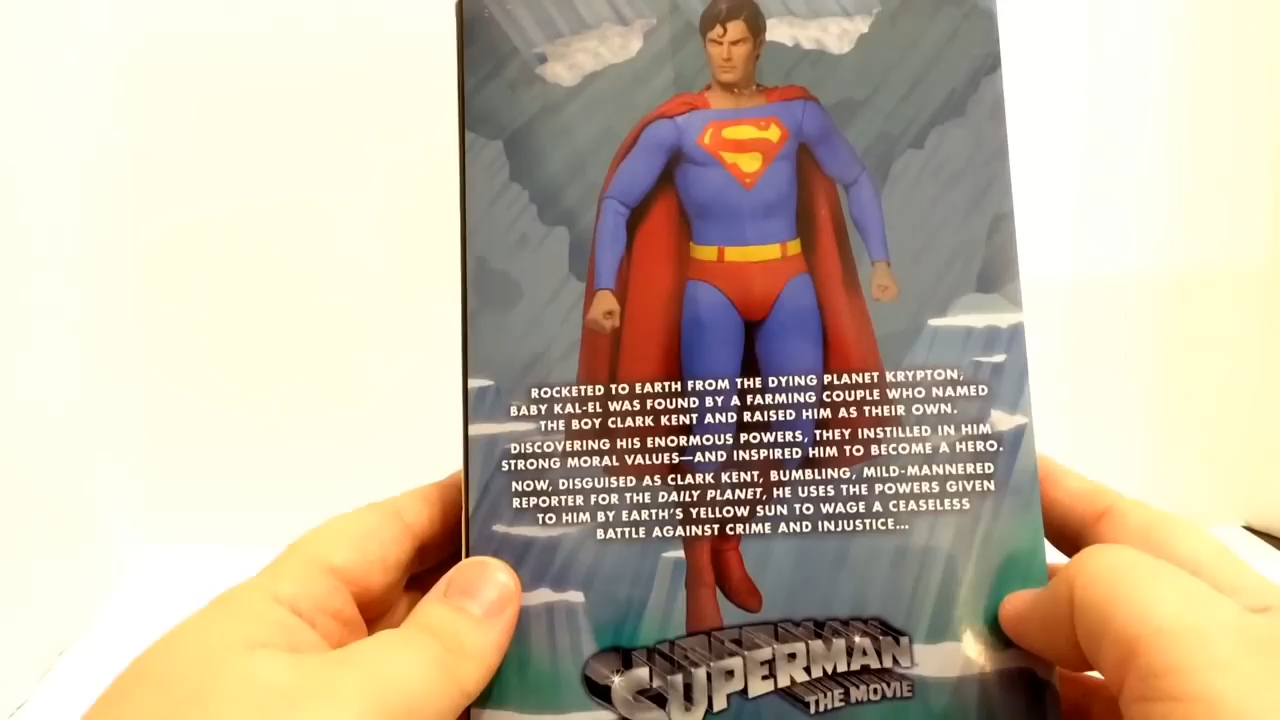 S
ROCKETED TO EARTH FROM THE DYING PLANET KRYPTON,
BABY KAL-EL WAS FOUND BY A FARMING COUPLE WHO NAMED
THE BOY CLARK KENT AND RAISED HIM AS THEIR OWN.
DISCOVERING HIS ENORMOUS POWERS, THEY INSTILLED IN HIM
STRONG MORAL VALUES—AND INSPIRED HIM TO BECOME A HERO.
NOW, DISGUISED AS CLARK KENT, BUMBLING, MILD-MANNERED
REPORTER FOR THE DAILY PLANET, HE USES THE POWERS GIVEN
TO HIM BY EARTH'S YELLOW SUN TO WAGE A CEASELESS
BATTLE AGAINST CRIME AND INJUSTICE...
SUPERMAN
THE MOVIE